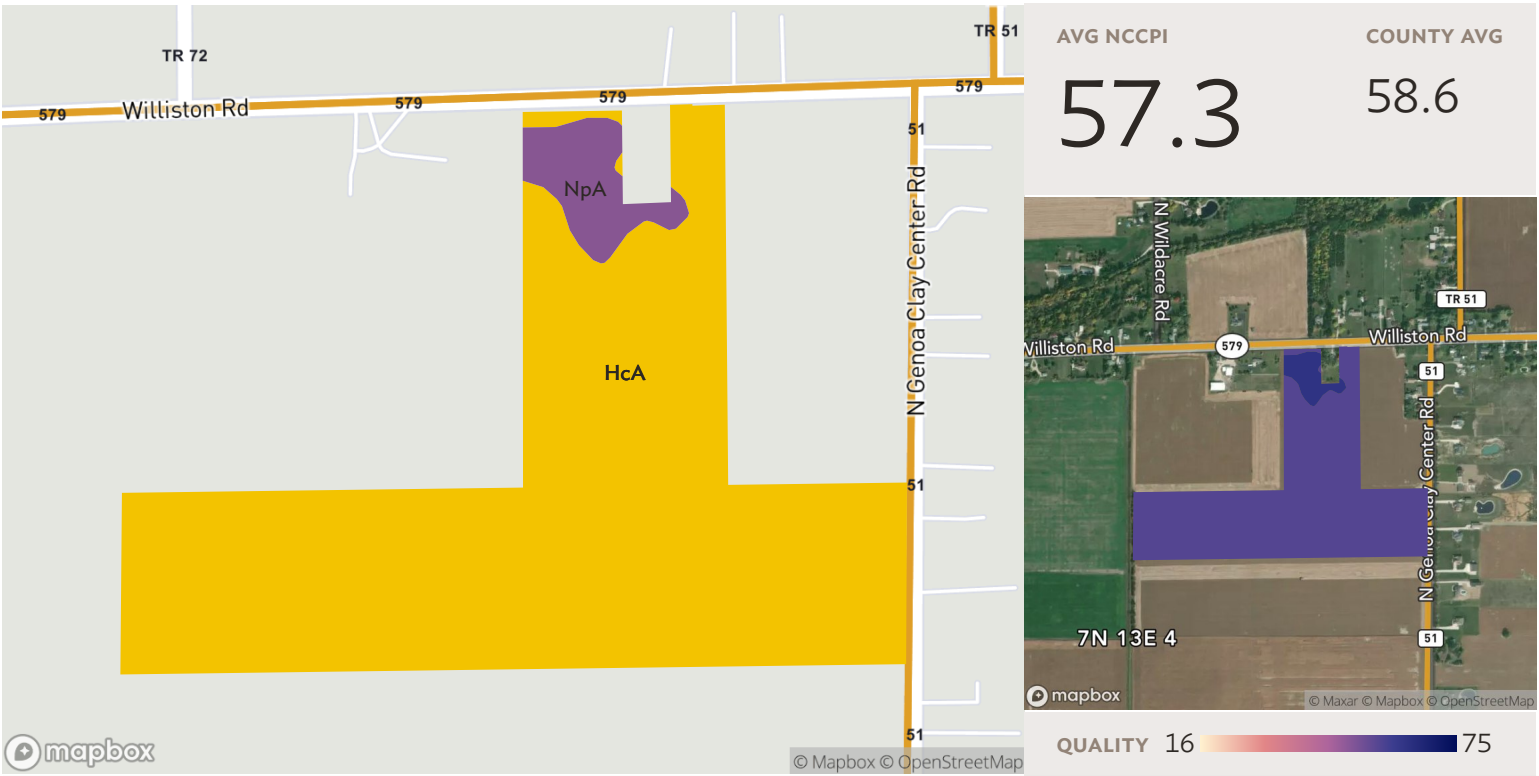 TR 72
TR 51
579
Williston Rd
579
579
579
51
N Genoa Clay Center Rd
NpA
HcA
51
51
mapbox
© Mapbox © OpenStreetMap
AVG NCCPI
COUNTY AVG
57.3
58.6
N Wildacre Rd
TR 51
Williston Rd
579
Williston Rd
51
N Genoa Clay Center Rd
7N 13E 4
51
mapbox
© Maxar © Mapbox © OpenStreetMap
QUALITY 16 75